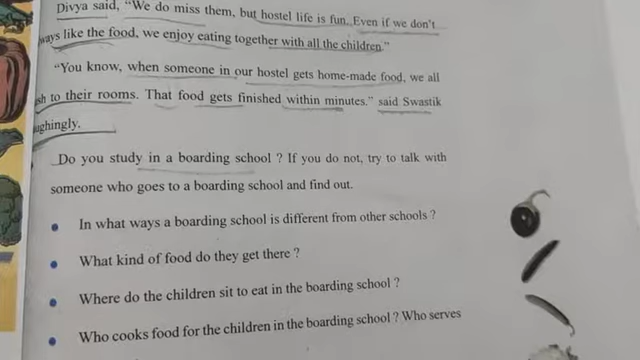 Divya said, “We do miss them, but hostel life is fun. Even if we don't
always like the food, we enjoy eating together with all the children.”
“You know, when someone in our hostel gets home-made food, we all
to their rooms. That food gets finished within minutes.” said Swastik
Do you study in a boarding school ? If you do not, try to talk with
someone who goes to a boarding school and find out.
• In what ways a boarding school is different from other schools ?
• What kind of food do they get there ?
• Where do the children sit to eat in the boarding school ?
• Who cooks food for the children in the boarding school ? Who serves